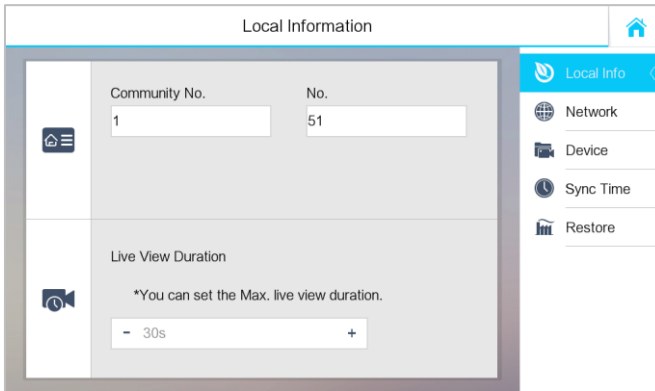 Local Information
Community No.
No.
1
51
Live View Duration
*You can set the Max. live view duration.
- 30s +
Local Info
Network
Device
Sync Time
Restore